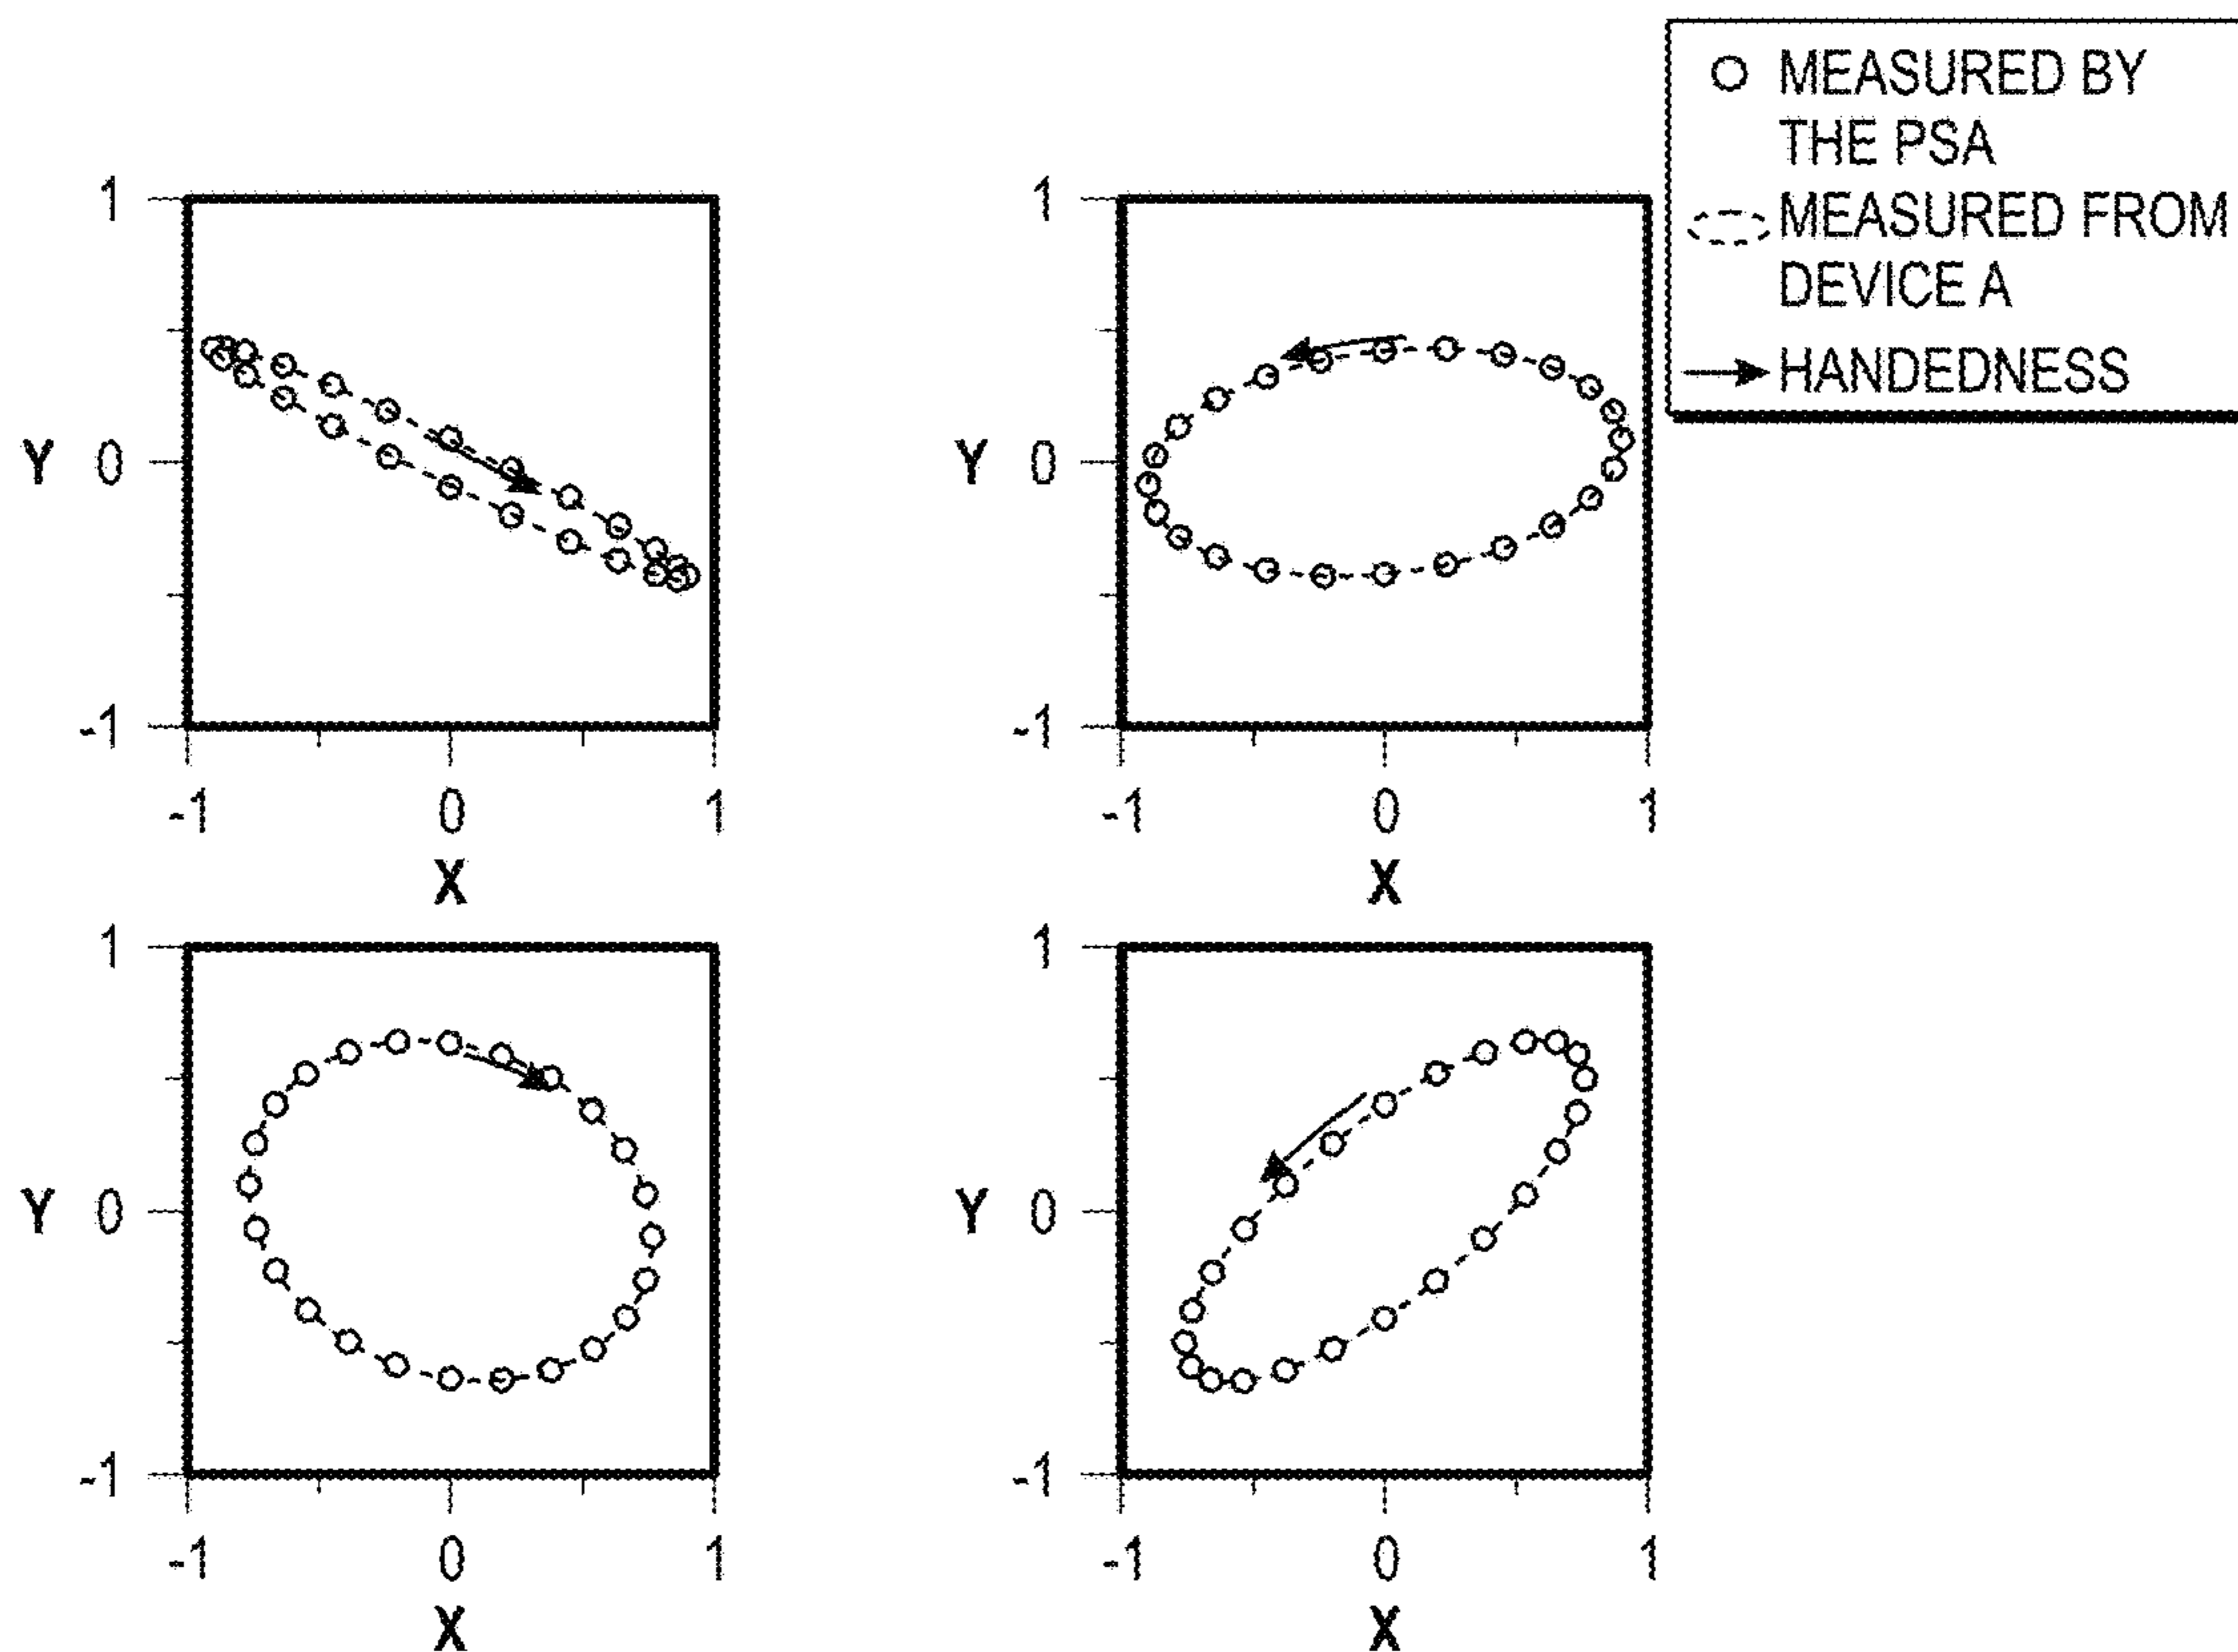 ○ MEASURED BY
THE PSA
MEASURED FROM
DEVICE A
HANDEDNESS
1
Y 0
-1
-1 0 1
X
1
Y 0
-1
-1 0 1
X
1
Y 0
-1
-1 0 1
X
1
Y 0
-1
-1 0 1
X